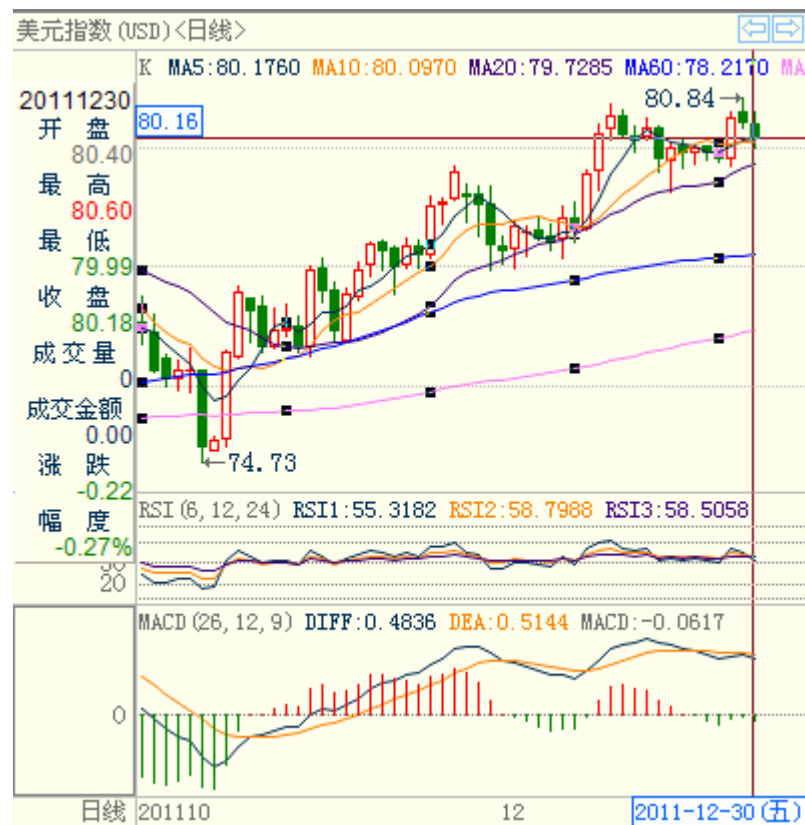 美元指数(USD)<日线>
K MA5:80.1760 MA10:80.0970 MA20:79.7285 MA60:78.2170 MA
20111230
开盘
80.40
最高
80.60
最低
79.99
收盘
80.18
成交量
0
成交金额
0.00
涨跌
-0.22
幅度
-0.27%
80.16
80.84
74.73
RSI(6,12,24) RSI1:55.3182 RSI2:58.7988 RSI3:58.5058
20
MACD(26,12,9) DIFF:0.4836 DEA:0.5144 MACD:-0.0617
0
日线 201110 12 2011-12-30(五)